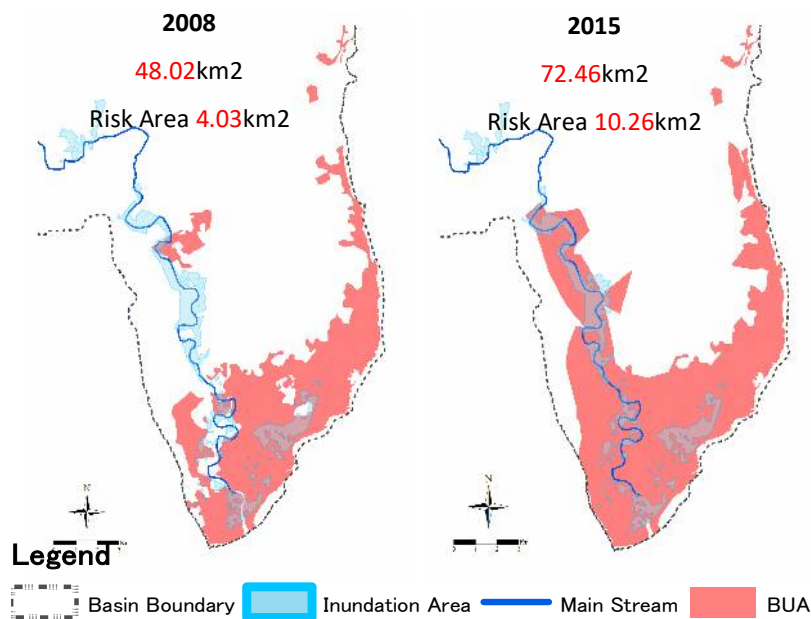 2008
48.02km2
Risk Area 4.03km2
2015
72.46km2
Risk Area 10.26km2
N
N
Legend
Basin Boundary
Inundation Area
Main Stream
BUA